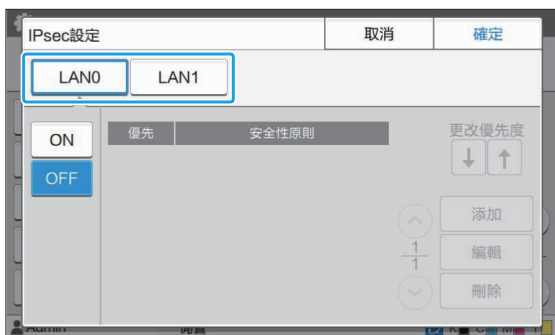 IPsec設定 取消 確定
LAN0 LAN1
ON 優先 安全性原則 更改優先度
OFF
添加
1/1 編輯
刪除
Admin